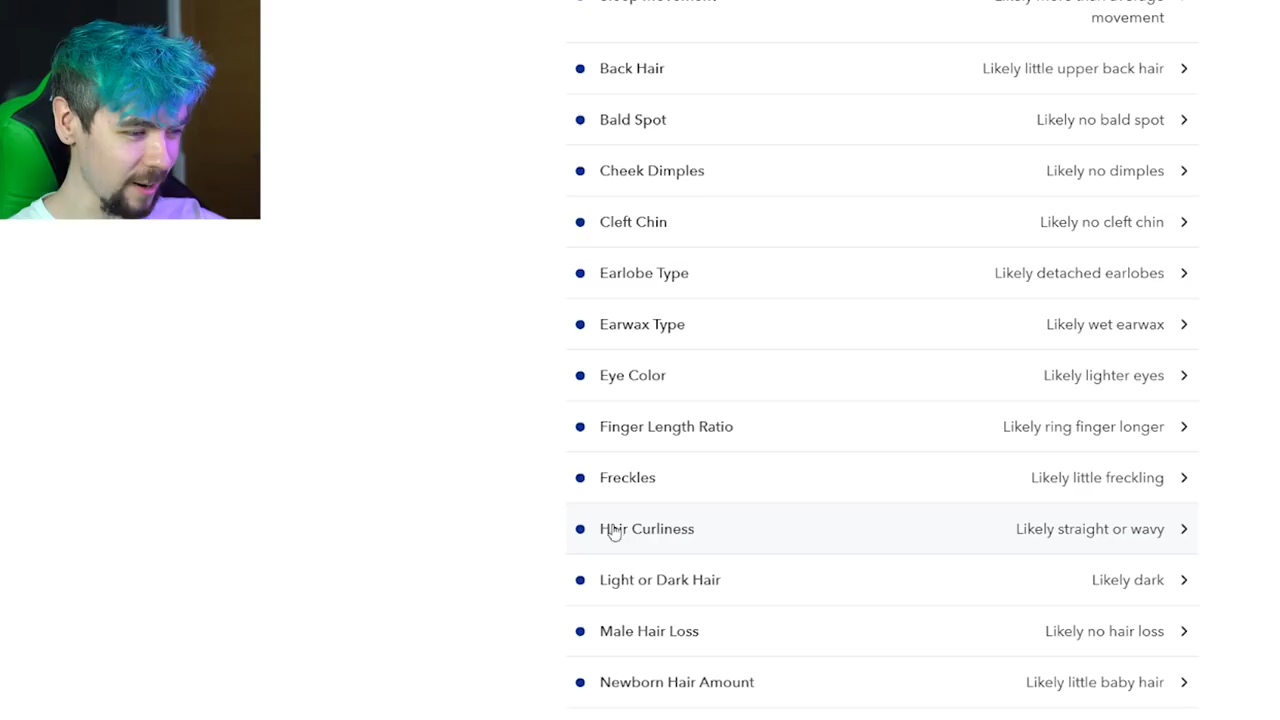 movement
Back Hair Likely little upper back hair
Bald Spot Likely no bald spot
Cheek Dimples Likely no dimples
Cleft Chin Likely no cleft chin
Earlobe Type Likely detached earlobes
Earwax Type Likely wet earwax
Eye Color Likely lighter eyes
Finger Length Ratio Likely ring finger longer
Freckles Likely little freckling
Hair Curliness Likely straight or wavy
Light or Dark Hair Likely dark
Male Hair Loss Likely no hair loss
Newborn Hair Amount Likely little baby hair